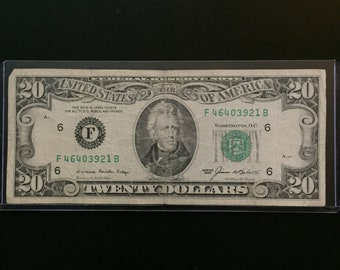 FEDERAL RESERVE NOTE
20 THE UNITED STATES OF AMERICA 20
THIS NOTE IS LEGAL TENDER
FOR ALL DEBTS, PUBLIC AND PRIVATE
F 46403921 B
WASHINGTON, D.C.
6
6
F
F 46403921 B
6
6
SERIES
20 TWENTY DOLLARS 20